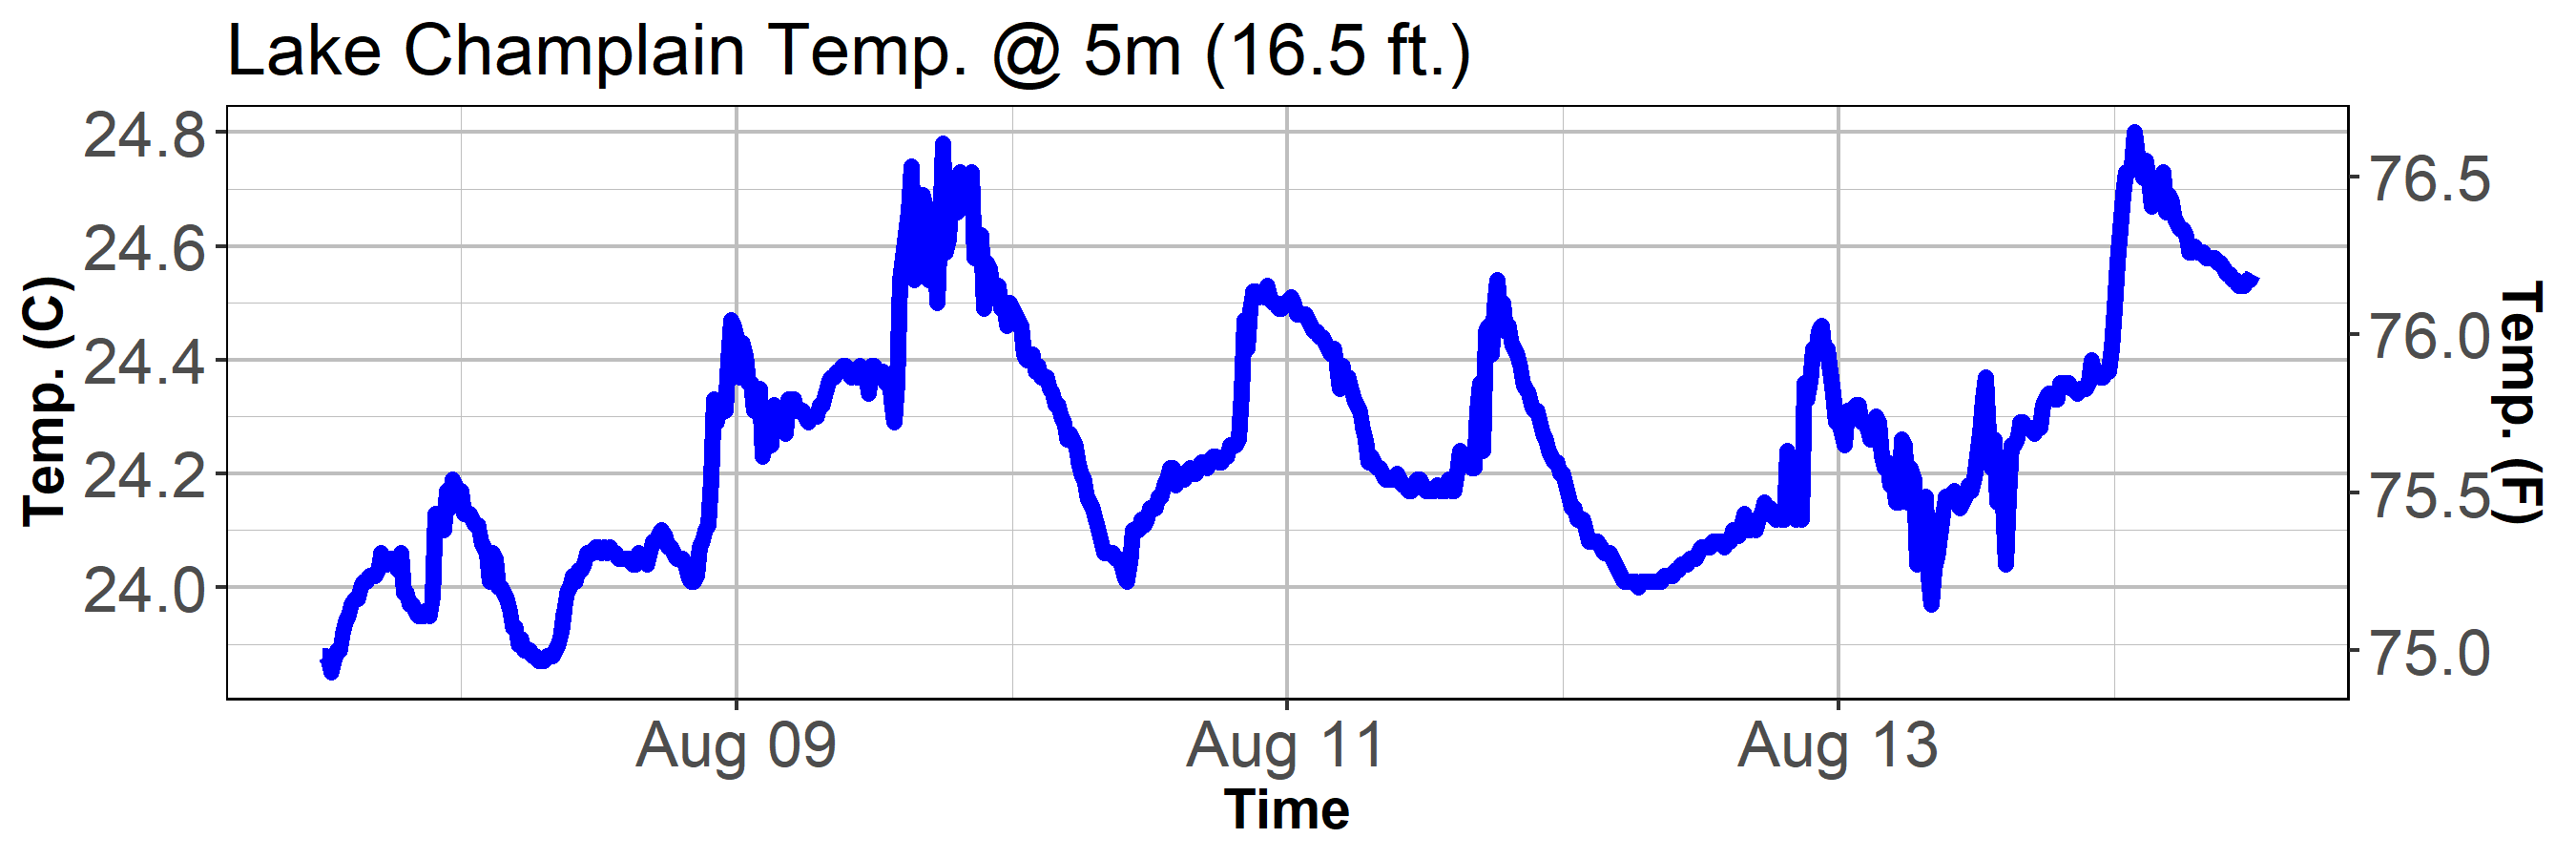 Lake Champlain Temp. @ 5m (16.5 ft.)
Temp. (C)
24.8
24.6
24.4
24.2
24.0
76.5
76.0
75.5
75.0
Temp. (F)
Aug 09
Aug 11
Aug 13
Time